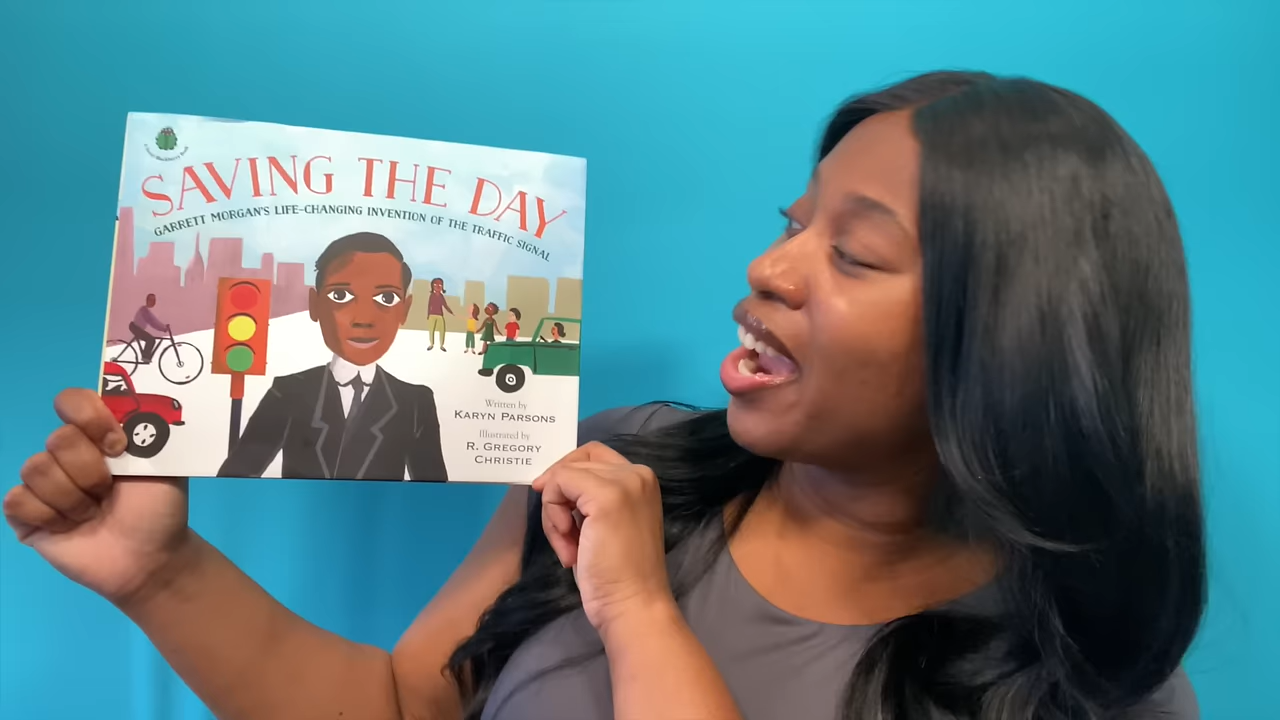 SAVING THE DAY
GARRETT MORGAN'S LIFE-CHANGING INVENTION OF THE TRAFFIC SIGNAL
Written by
KARYN PARSONS
Illustrated by
R. GREGORY
CHRISTIE